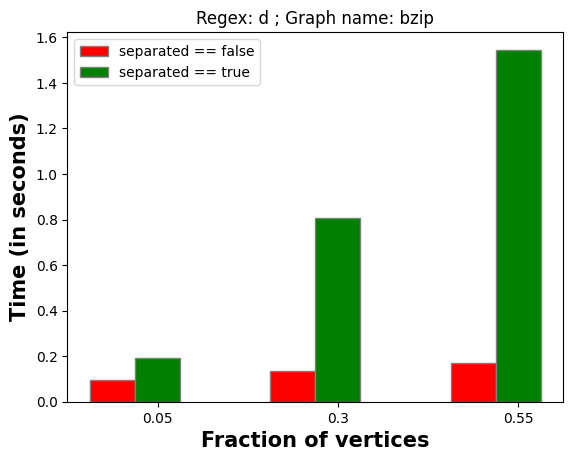 Regex: d ; Graph name: bzip
separated == false
separated == true
Time (in seconds)
1.6
1.4
1.2
1.0
0.8
0.6
0.4
0.2
0.0
0.05
0.3
0.55
Fraction of vertices